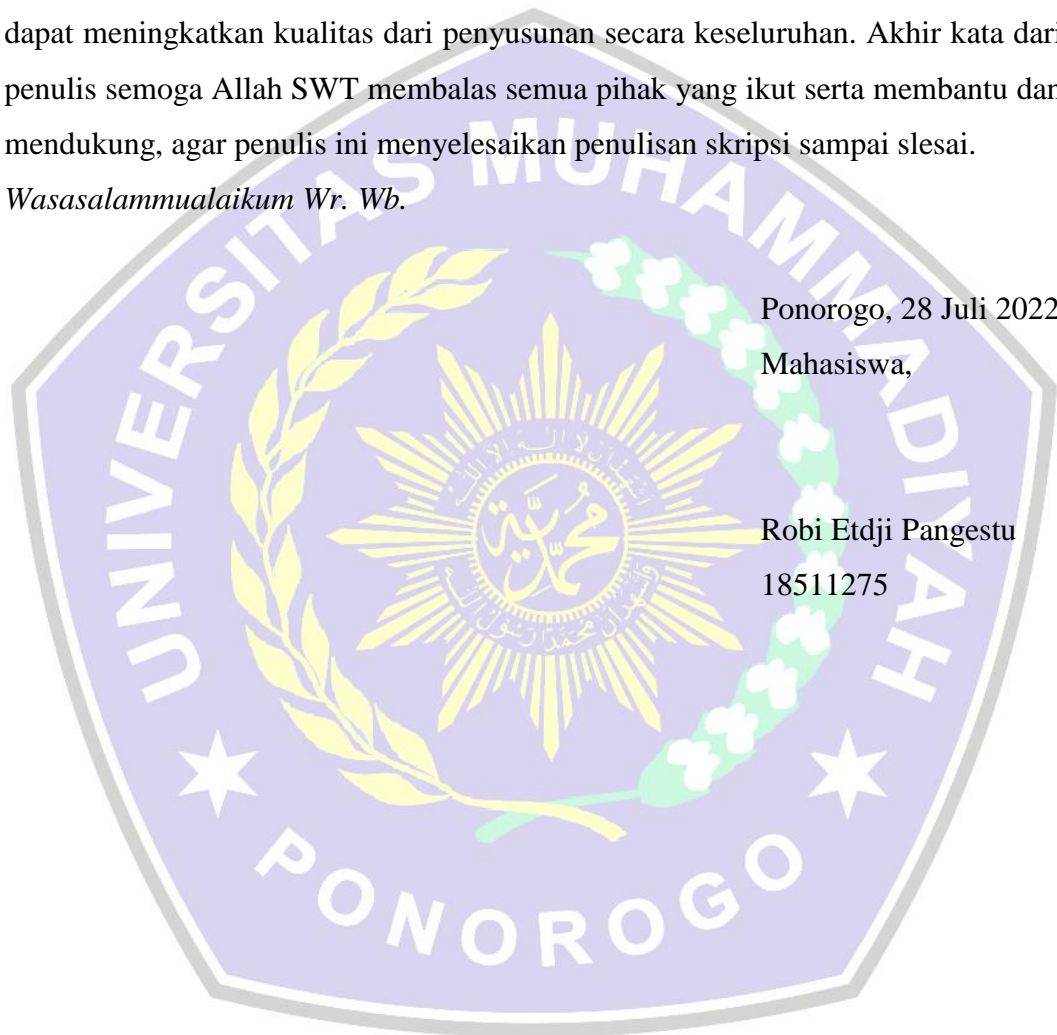 dapat meningkatkan kualitas dari penyusunan secara keseluruhan. Akhir kata dari
penulis semoga Allah SWT membalas semua pihak yang ikut serta membantu dan
mendukung, agar penulis ini menyelesaikan penulisan skripsi sampai slesai.
Wasasalammualaikum Wr. Wb.
Ponorogo, 28 Juli 2022
Mahasiswa,
Robi Etdji Pangestu
18511275
UNIVERSITAS MUHAMMADIYAH
PONOROGO
محمدية